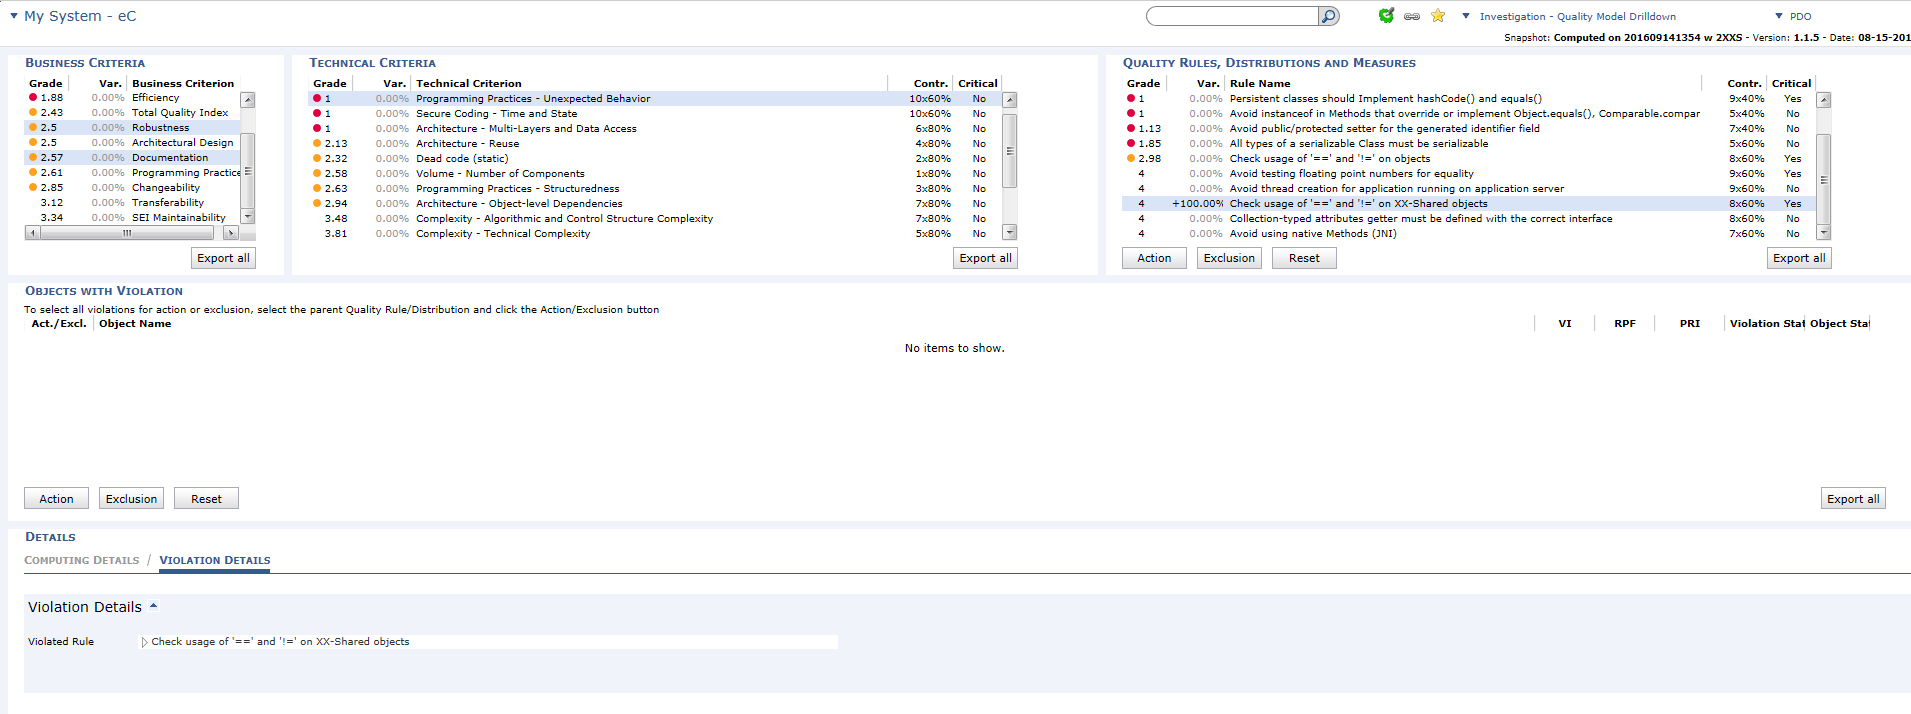 My System - eC
Investigation - Quality Model Drilldown
PDO
Snapshot: Computed on 201609141354 w 2XXS - Version: 1.1.5 - Date: 08-15-201
Business Criteria
Grade Var. Business Criterion
1.88 0.00% Efficiency
2.43 0.00% Total Quality Index
2.5 0.00% Robustness
2.5 0.00% Architectural Design
2.57 0.00% Documentation
2.61 0.00% Programming Practice
2.85 0.00% Changeability
3.12 0.00% Transferability
3.34 0.00% SEI Maintainability
Export all
Technical Criteria
Grade Var. Technical Criterion Contr. Critical
1 0.00% Programming Practices - Unexpected Behavior 10x60% No
1 0.00% Secure Coding - Time and State 10x60% No
1 0.00% Architecture - Multi-Layers and Data Access 6x80% No
2.13 0.00% Architecture - Reuse 4x80% No
2.32 0.00% Dead code (static) 2x80% No
2.58 0.00% Volume - Number of Components 1x80% No
2.63 0.00% Programming Practices - Structuredness 3x80% No
2.94 0.00% Architecture - Object-level Dependencies 7x80% No
3.48 0.00% Complexity - Algorithmic and Control Structure Complexity 7x80% No
3.81 0.00% Complexity - Technical Complexity 5x80% No
Export all
Quality Rules, Distributions and Measures
Grade Var. Rule Name Contr. Critical
1 0.00% Persistent classes should Implement hashCode() and equals() 9x40% Yes
1 0.00% Avoid instanceof in Methods that override or implement Object.equals(), Comparable.compar 5x40% No
1.13 0.00% Avoid public/protected setter for the generated identifier field 7x40% No
1.85 0.00% All types of a serializable Class must be serializable 5x60% No
2.98 0.00% Check usage of '==' and '!=' on objects 8x60% Yes
4 0.00% Avoid testing floating point numbers for equality 9x60% Yes
4 0.00% Avoid thread creation for application running on application server 9x60% No
4 +100.00% Check usage of '==' and '!=' on XX-Shared objects 8x60% Yes
4 0.00% Collection-typed attributes getter must be defined with the correct interface 8x60% No
4 0.00% Avoid using native Methods (JNI) 7x60% No
Action Exclusion Reset Export all
Objects with Violation
To select all violations for action or exclusion, select the parent Quality Rule/Distribution and click the Action/Exclusion button
Act./Excl. Object Name VI RPF PRI Violation Stat Object Stat
No items to show.
Action Exclusion Reset Export all
Details
Computing Details / Violation Details
Violation Details
Violated Rule Check usage of '==' and '!=' on XX-Shared objects